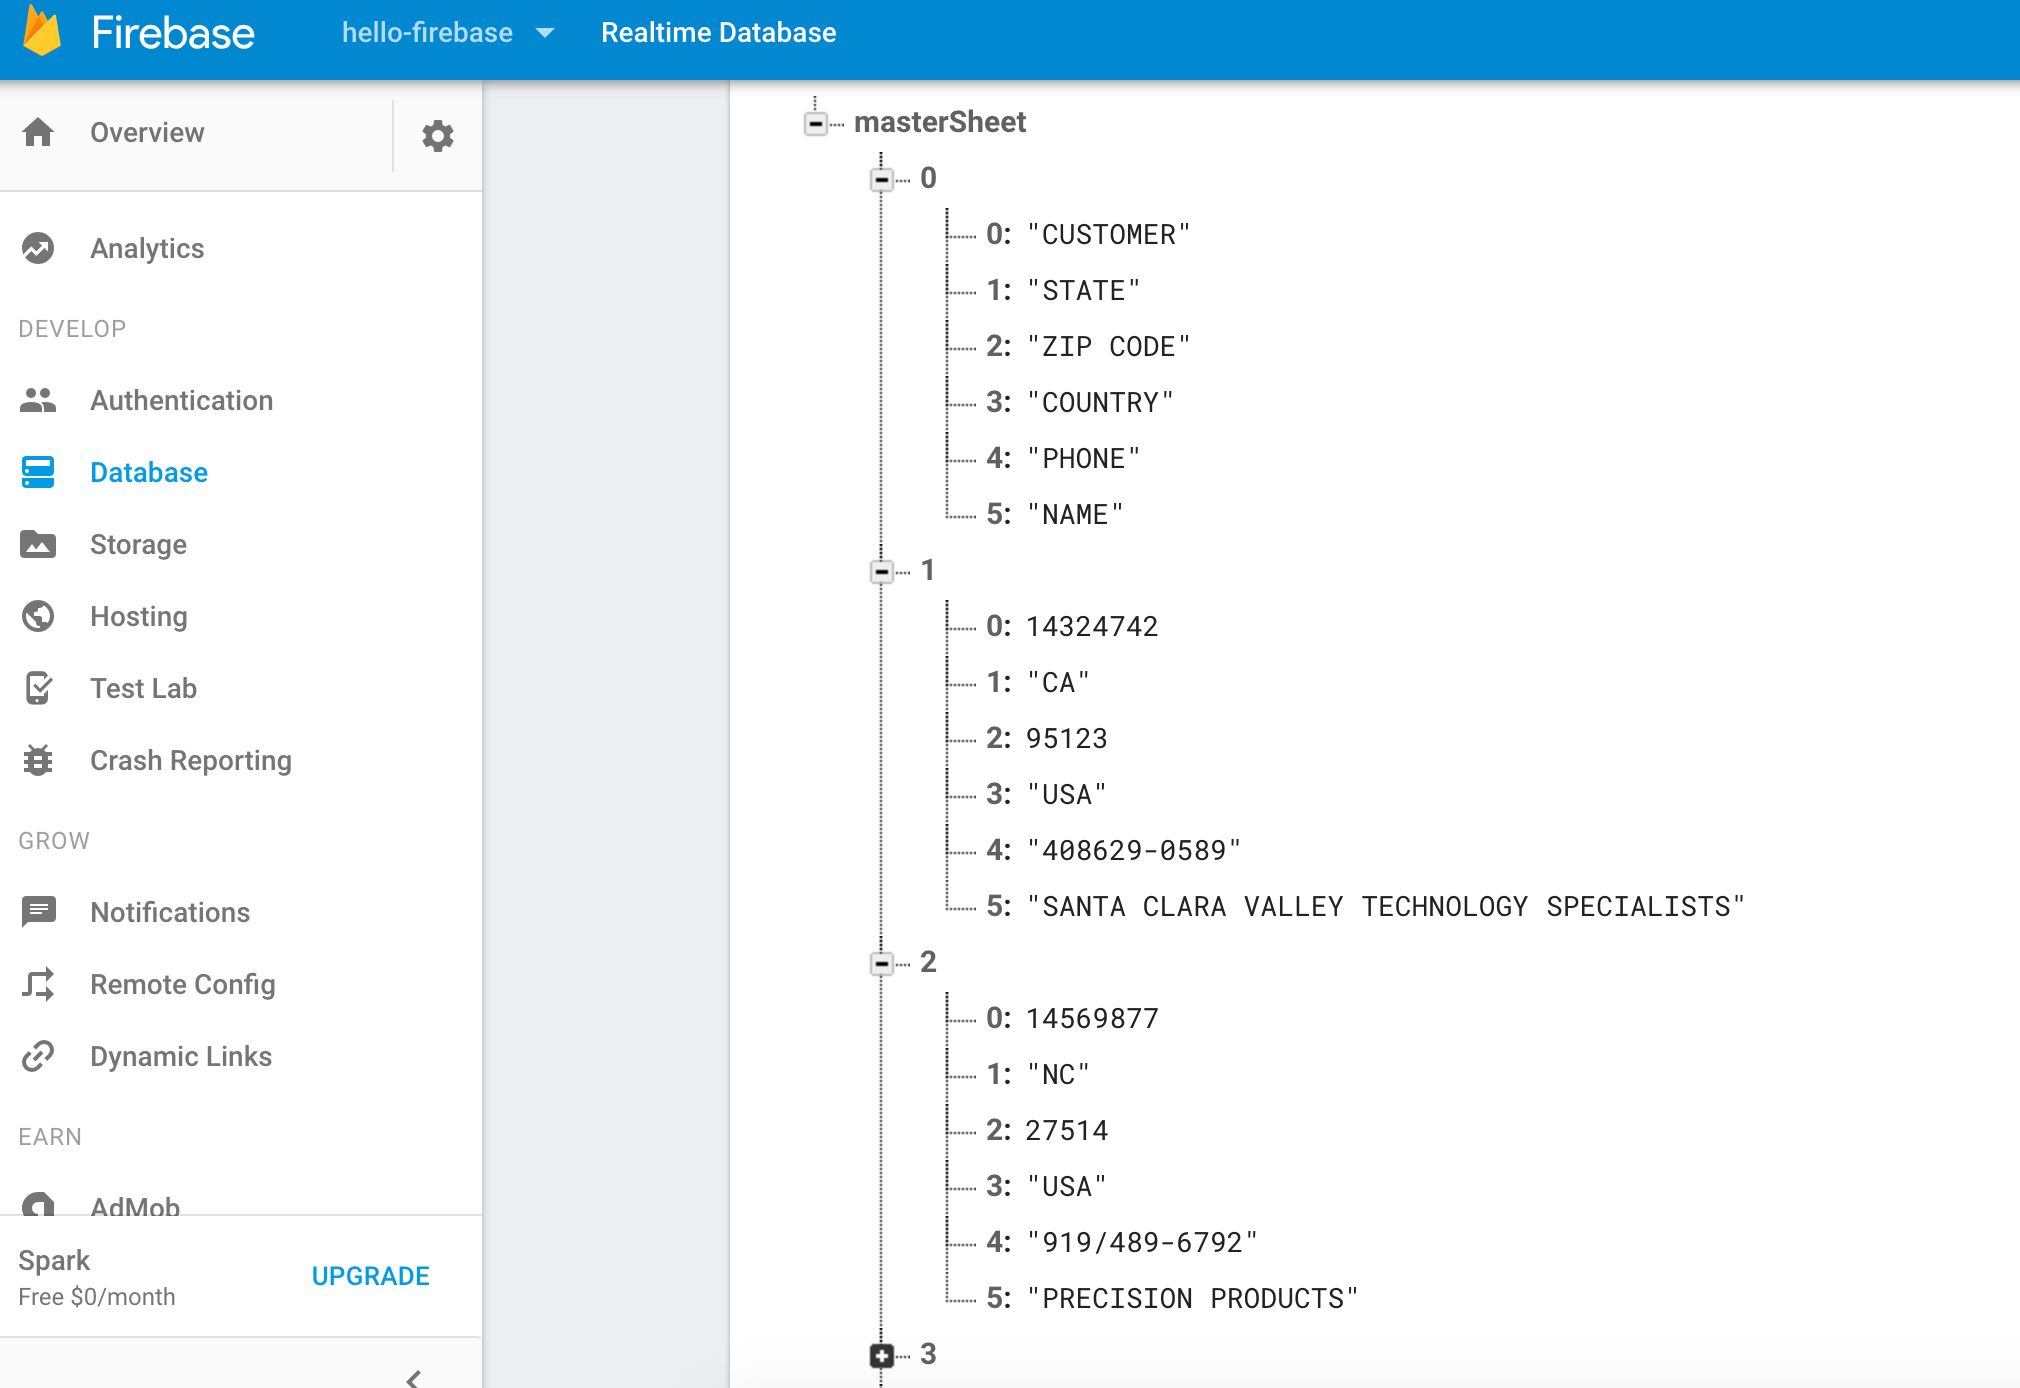 Firebase hello-firebase Realtime Database
Overview
Analytics
DEVELOP
Authentication
Database
Storage
Hosting
Test Lab
Crash Reporting
GROW
Notifications
Remote Config
Dynamic Links
EARN
AdMob
Spark
Free $0/month
UPGRADE
masterSheet
0
0: "CUSTOMER"
1: "STATE"
2: "ZIP CODE"
3: "COUNTRY"
4: "PHONE"
5: "NAME"
1
0: 14324742
1: "CA"
2: 95123
3: "USA"
4: "408629-0589"
5: "SANTA CLARA VALLEY TECHNOLOGY SPECIALISTS"
2
0: 14569877
1: "NC"
2: 27514
3: "USA"
4: "919/489-6792"
5: "PRECISION PRODUCTS"
3